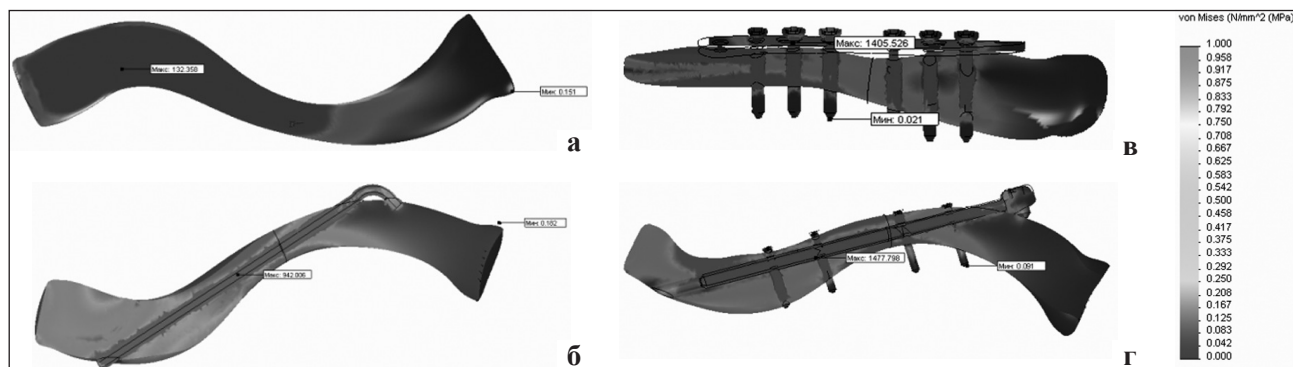 Макс: 132.358
Мин: 0.151
а
Макс: 1405.526
Мин: 0.021
в
Мин: 0.162
Макс: 942.006
б
Макс: 1477.798
Мин: 0.091
г
von Mises (N/mm^2 (MPa)
1.000
0.958
0.917
0.875
0.833
0.792
0.750
0.708
0.667
0.625
0.583
0.542
0.500
0.458
0.417
0.375
0.333
0.292
0.250
0.208
0.167
0.125
0.083
0.042
0.000